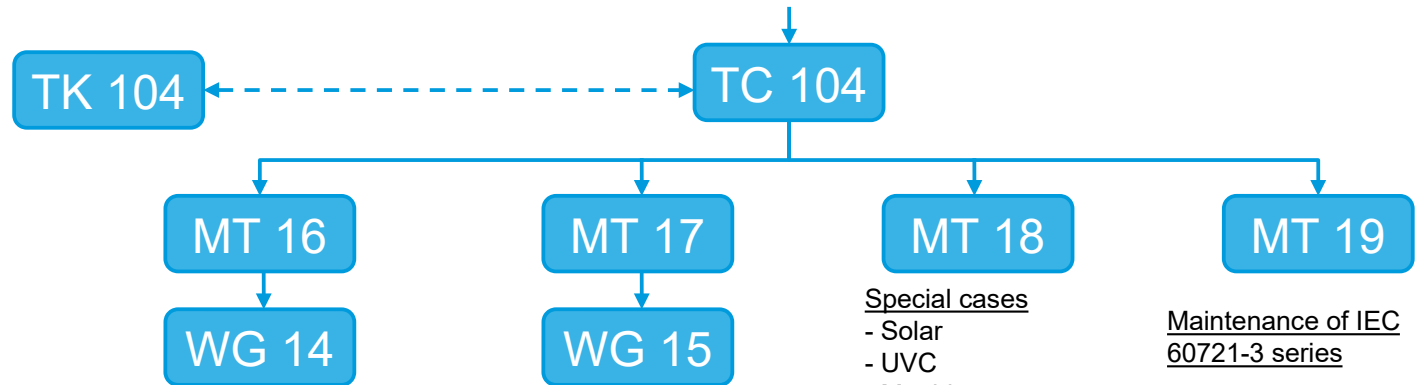 TK 104
TC 104
MT 16
MT 17
MT 18
MT 19
WG 14
WG 15
Special cases
- Solar
- UVC
Maintenance of IEC
60721-3 series